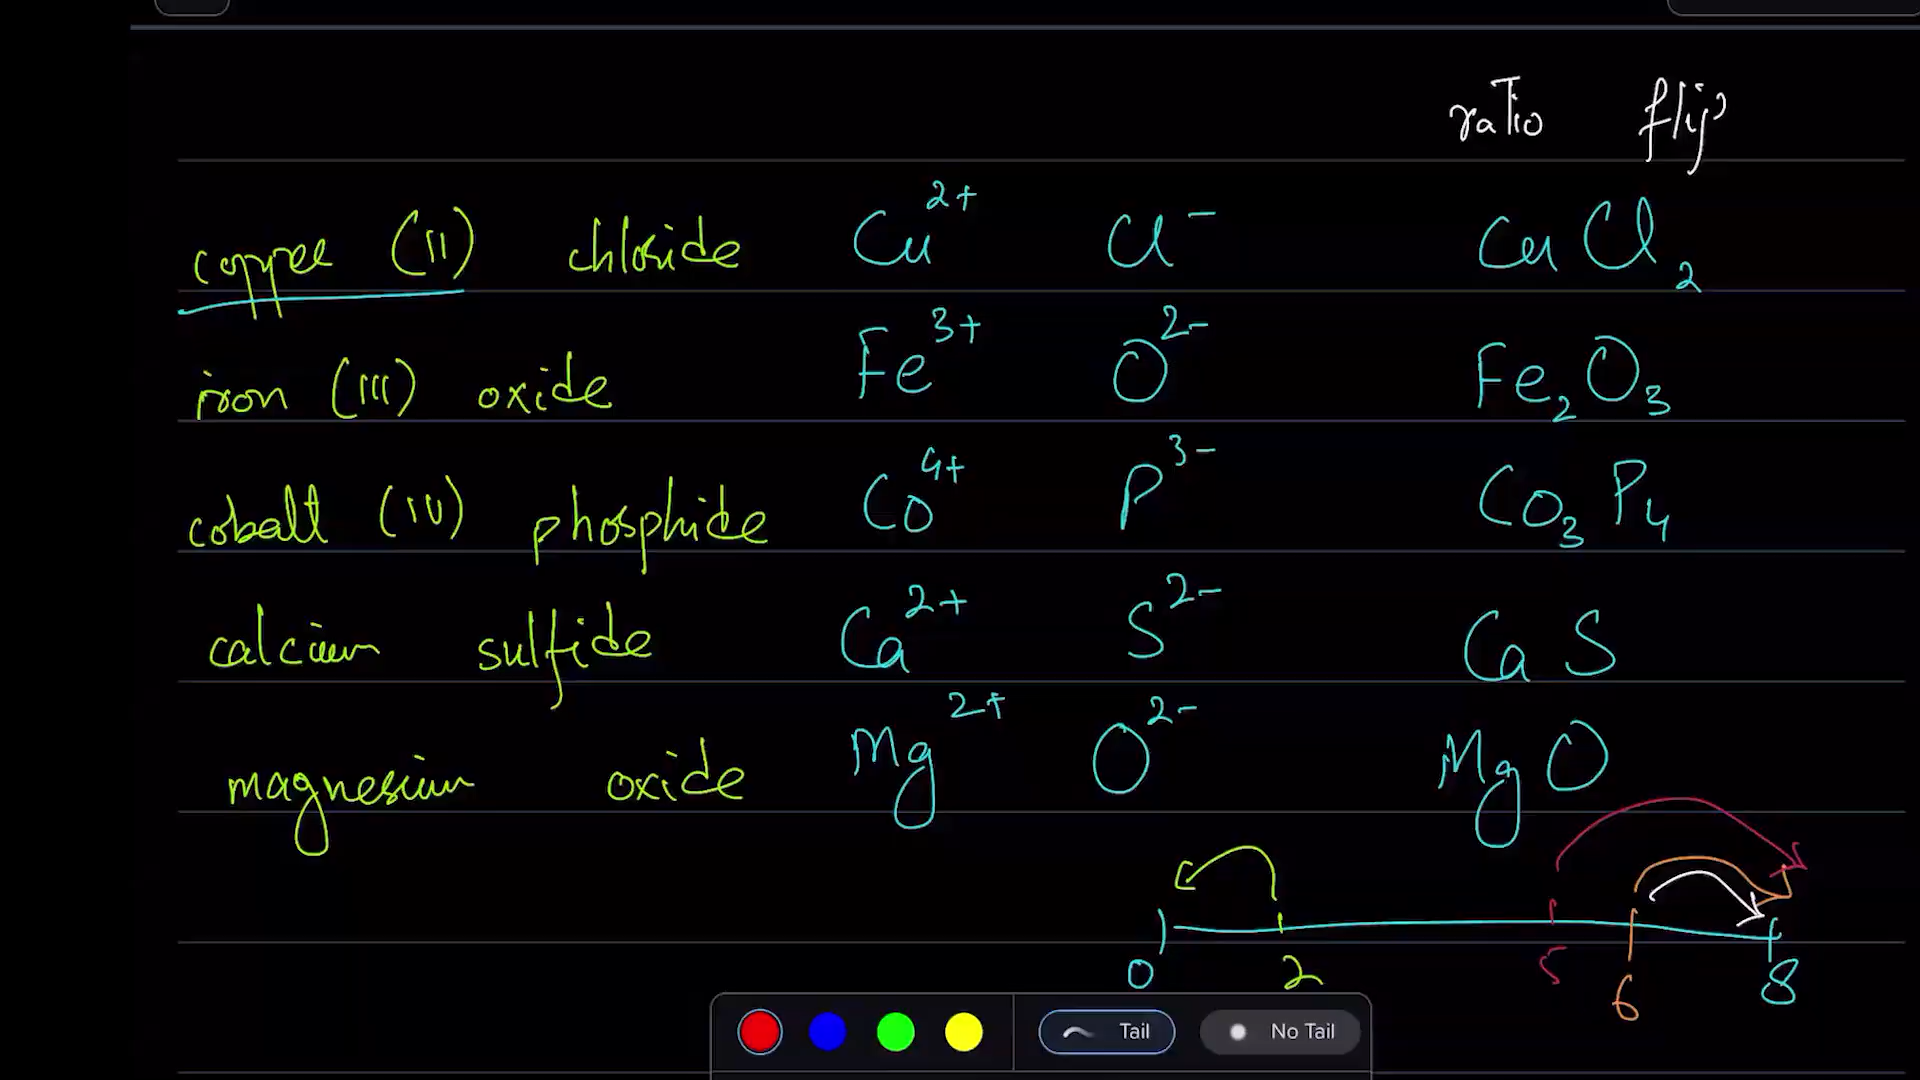 ratio flip
copper (II) chloride Cu²⁺ Cl⁻ CuCl₂
iron (III) oxide Fe³⁺ O²⁻ Fe₂O₃
cobalt (IV) phosphide Co⁴⁺ P³⁻ Co₃P₄
calcium sulfide Ca²⁺ S²⁻ CaS
magnesium oxide Mg²⁺ O²⁻ MgO
0 2 5 6 8
Tail No Tail